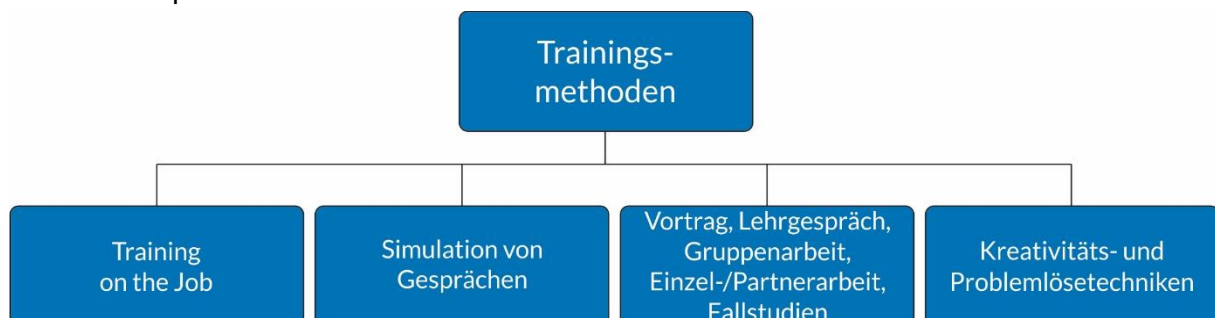 Trainings-
methoden
Training
on the Job
Simulation von
Gesprächen
Vortrag, Lehrgespräch,
Gruppenarbeit,
Einzel-/Partnerarbeit,
Fallstudien
Kreativitäts- und
Problemlösetechniken